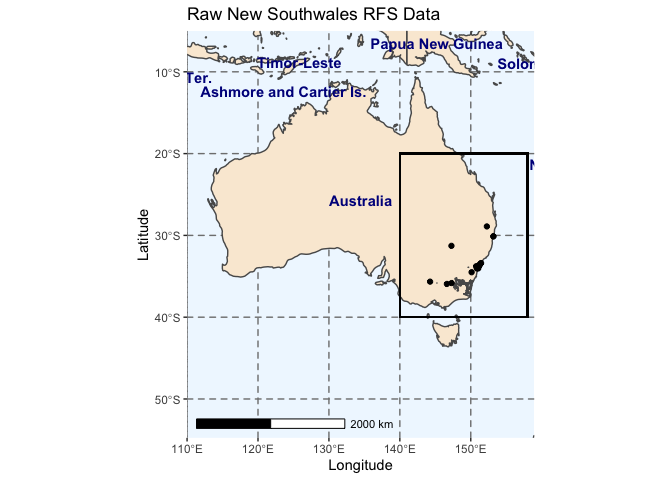 Raw New Southwales RFS Data
Papua New Guinea
Timor-Leste
Solor
Ter.
Ashmore and Cartier Is.
Australia
10°S
20°S
30°S
40°S
50°S
Latitude
2000 km
110°E
120°E
130°E
140°E
150°E
Longitude